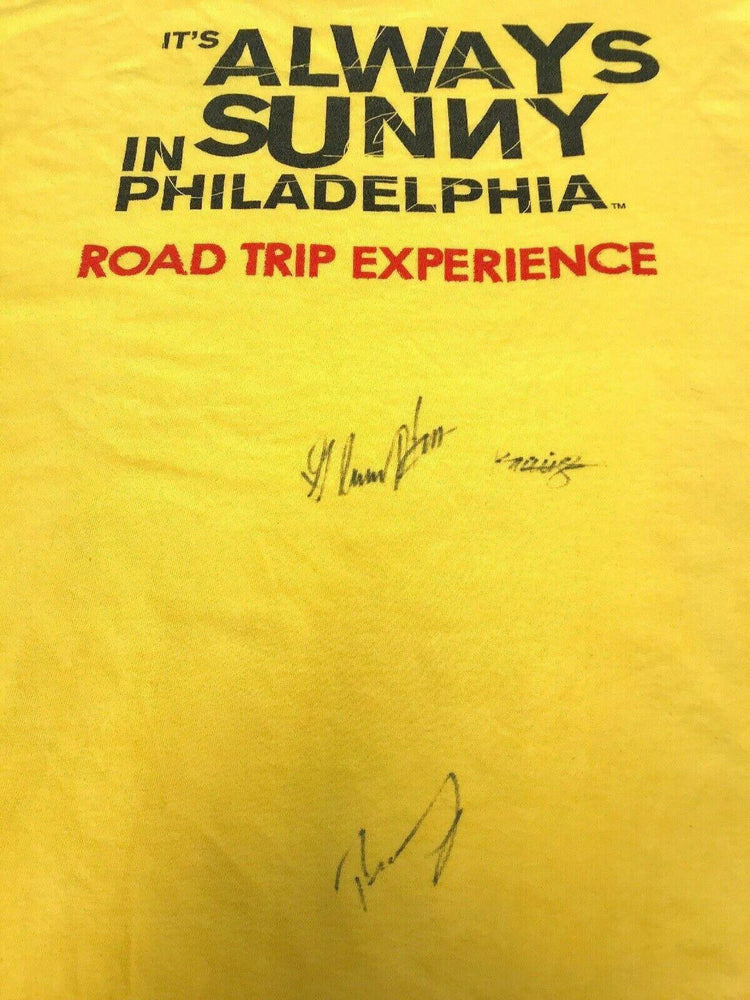 IT'S ALWAYS
SUNNY
IN
PHILADELPHIA™
ROAD TRIP EXPERIENCE